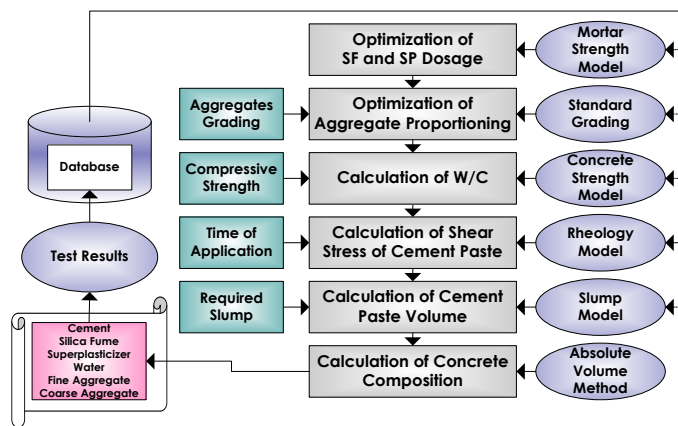 Optimization of
SF and SP Dosage
Mortar
Strength
Model
Aggregates
Grading
Optimization of
Aggregate Proportioning
Standard
Grading
Database
Compressive
Strength
Calculation of W/C
Concrete
Strength
Model
Test Results
Time of
Application
Calculation of Shear
Stress of Cement Paste
Rheology
Model
Required
Slump
Calculation of Cement
Paste Volume
Slump
Model
Cement
Silica Fume
Superplasticizer
Water
Fine Aggregate
Coarse Aggregate
Calculation of Concrete
Composition
Absolute
Volume
Method